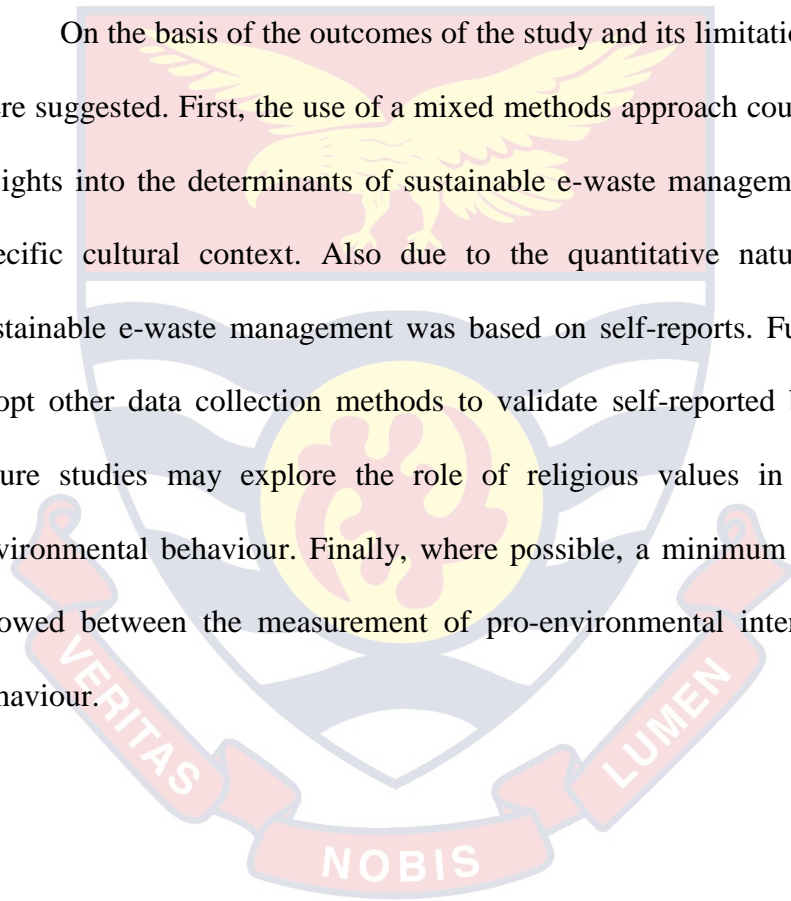 On the basis of the outcomes of the study and its limitatio
re suggested. First, the use of a mixed methods approach cou
ights into the determinants of sustainable e-waste managem
ecific cultural context. Also due to the quantitative natu
stainable e-waste management was based on self-reports. Fu
opt other data collection methods to validate self-reported b
ure studies may explore the role of religious values in
vironmental behaviour. Finally, where possible, a minimum
owed between the measurement of pro-environmental inter
haviour.
VERITAS
NOBIS
LUMEN